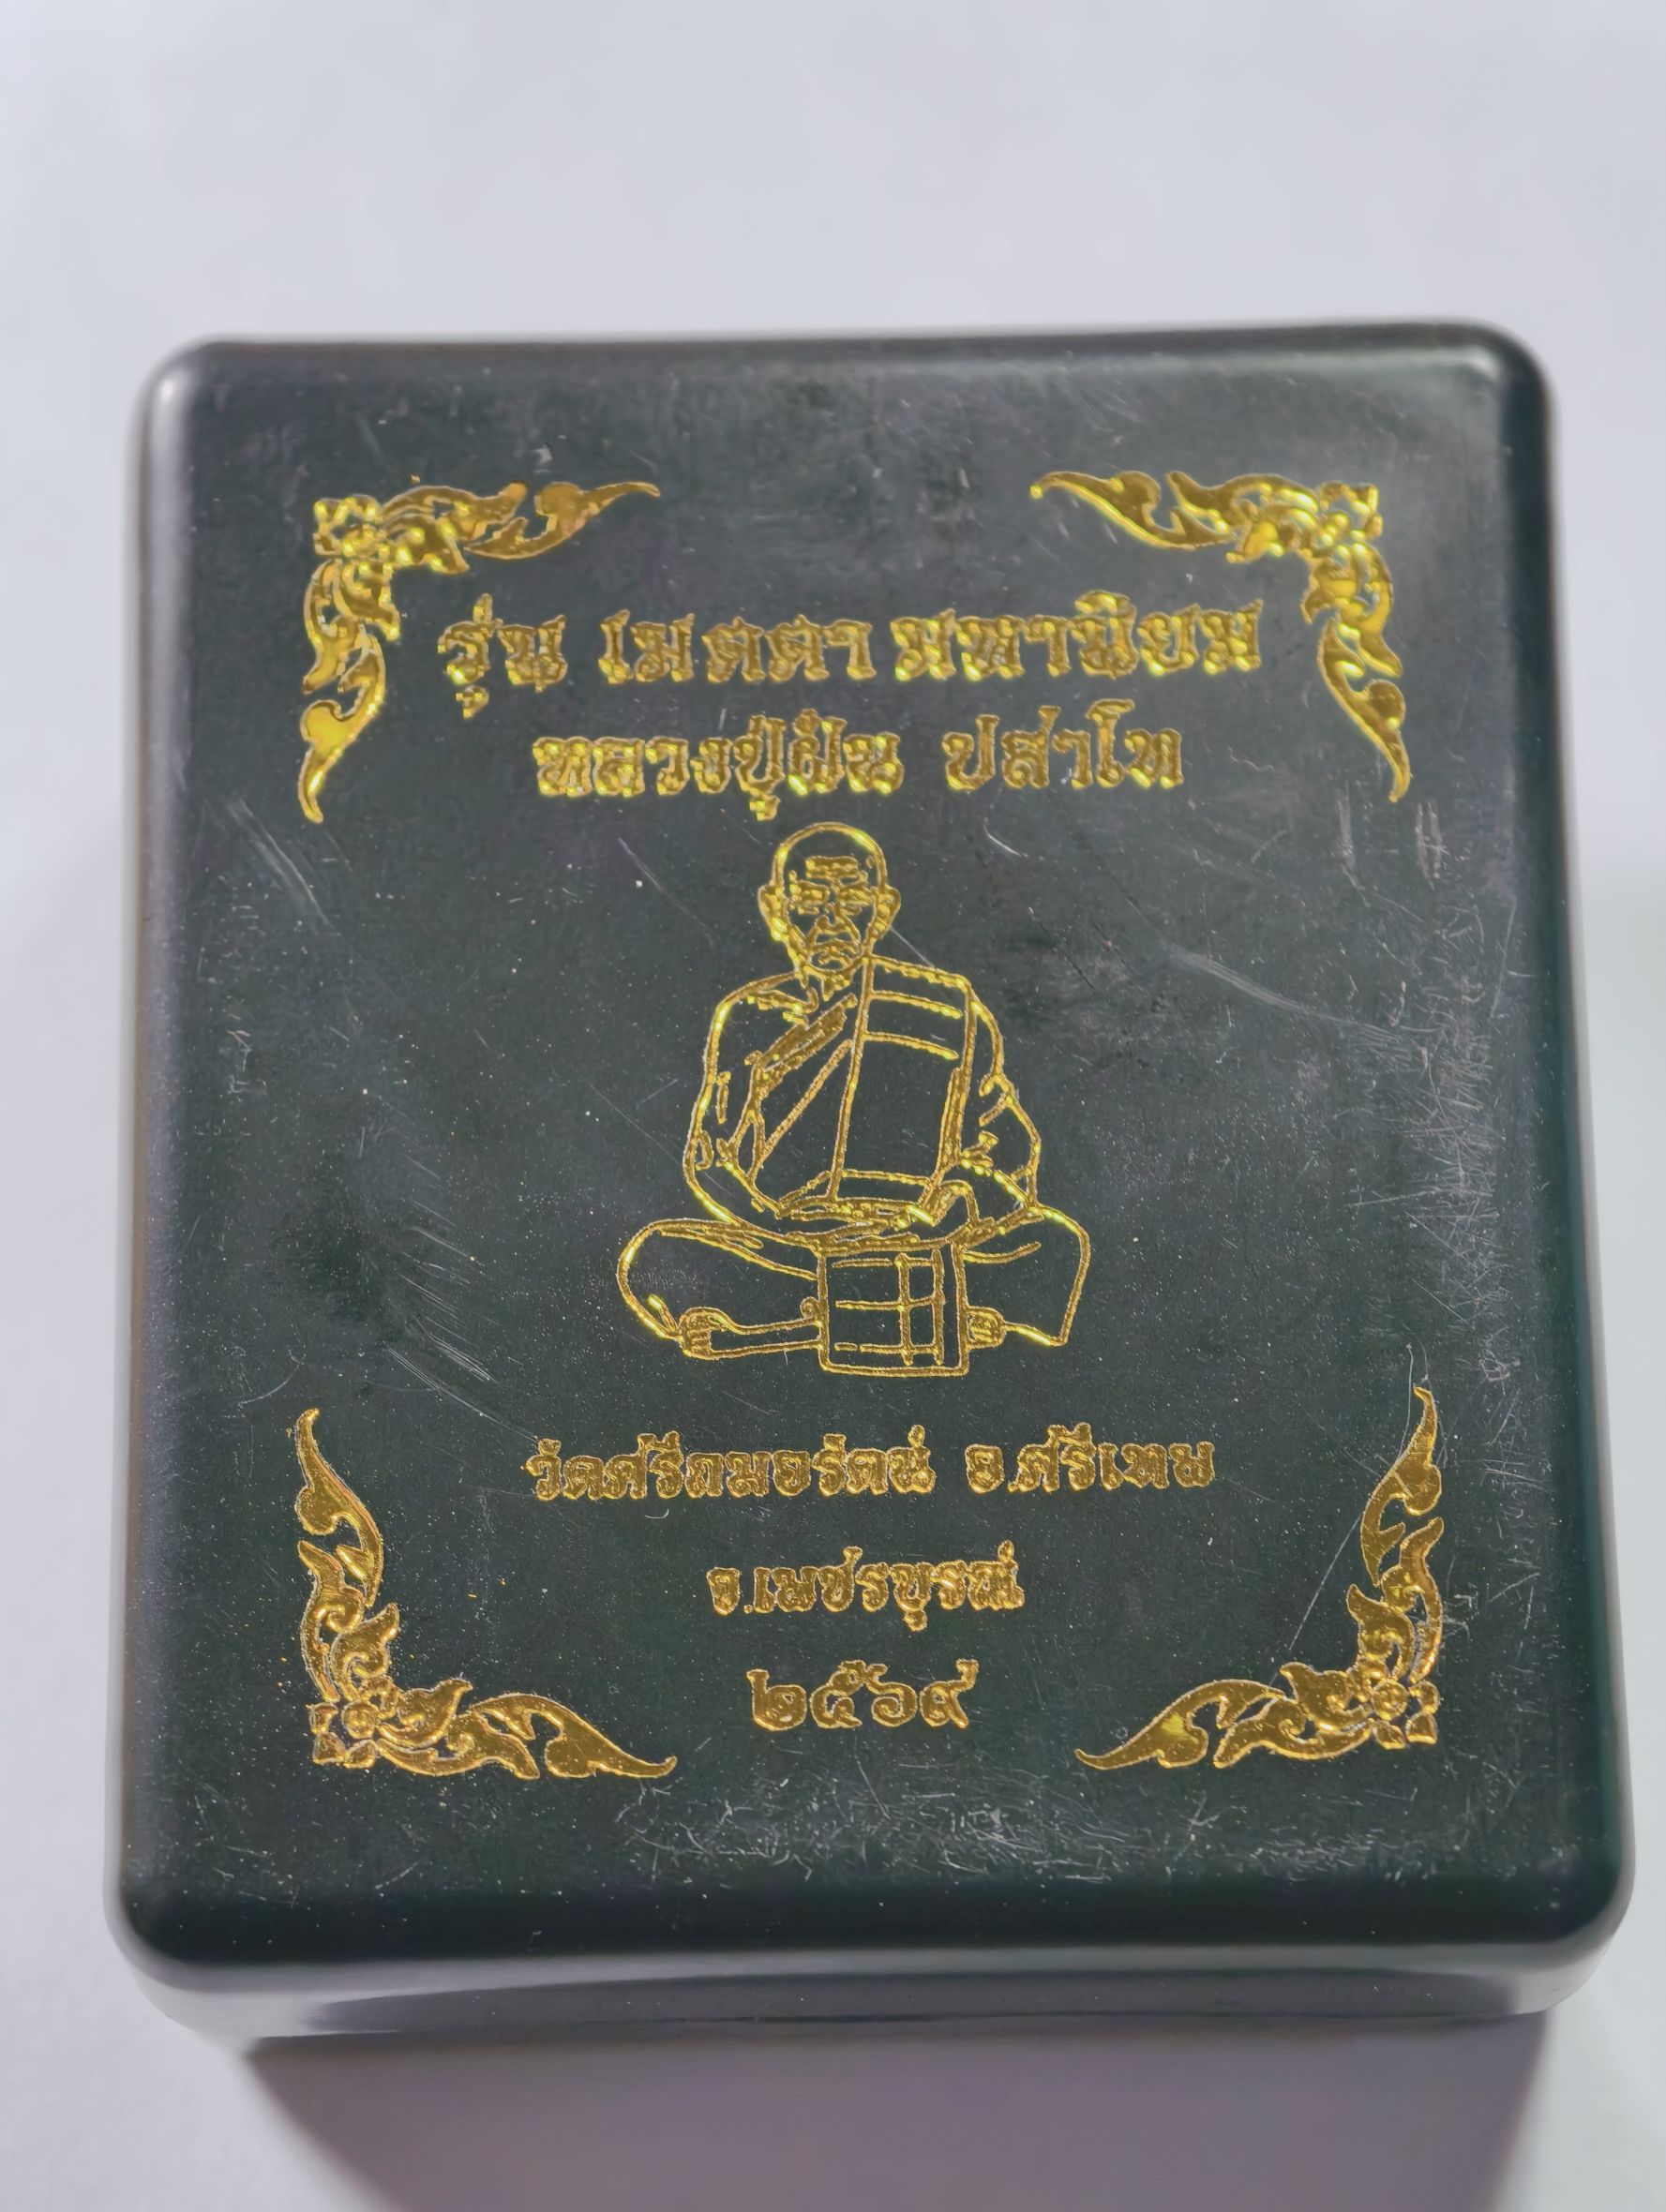 รุ่น เมตตา มหานิยม
หลวงปู่ฝัน ปสาโท
วัดศรีถมอรัตน์ อ.ศรีเทพ
จ.เพชรบูรณ์
๒๕๖๙